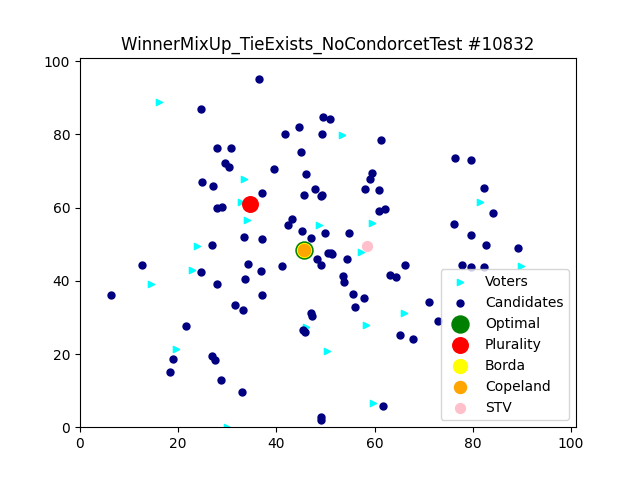 WinnerMixUp_TieExists_NoCondorcetTest #10832
100
80
60
40
20
0
0 20 40 60 80 100
Voters
Candidates
Optimal
Plurality
Borda
Copeland
STV